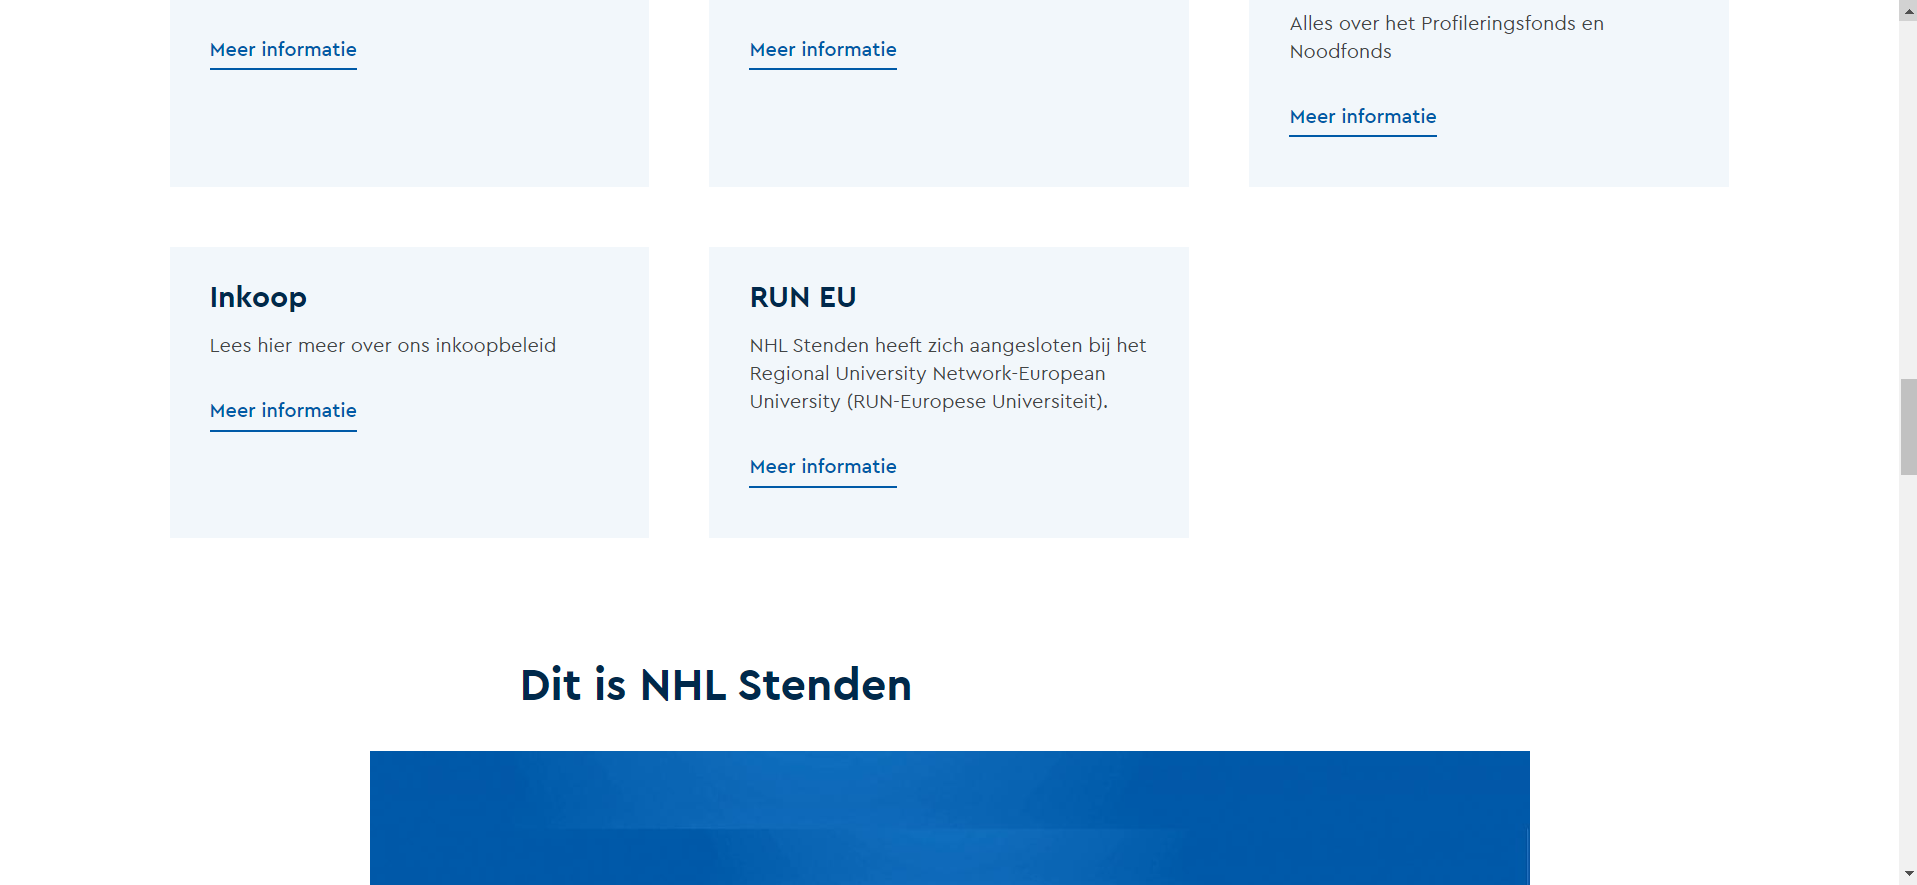 Meer informatie
Meer informatie
Alles over het Profileringsfonds en
Noodfonds
Meer informatie
Inkoop
Lees hier meer over ons inkoopbeleid
Meer informatie
RUN EU
NHL Stenden heeft zich aangesloten bij het
Regional University Network-European
University (RUN-Europese Universiteit).
Meer informatie
Dit is NHL Stenden